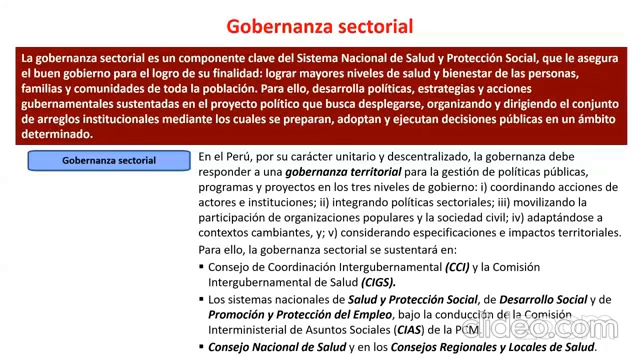 Gobernanza sectorial
La gobernanza sectorial es un componente clave del Sistema Nacional de Salud y Protección Social, que le asegura
el buen gobierno para el logro de su finalidad: lograr mayores niveles de salud y bienestar de las personas,
familias y comunidades de toda la población. Para ello, desarrolla políticas, estrategias y acciones
gubernamentales sustentadas en el proyecto político que busca desplegarse, organizando y dirigiendo el conjunto
de arreglos institucionales mediante los cuales se preparan, adoptan y ejecutan decisiones públicas en un ámbito
determinado.
Gobernanza sectorial
En el Perú, por su carácter unitario y descentralizado, la gobernanza debe
responder a una gobernanza territorial para la gestión de políticas públicas,
programas y proyectos en los tres niveles de gobierno: i) coordinando acciones de
actores e instituciones; ii) integrando políticas sectoriales; iii) movilizando la
participación de organizaciones populares y la sociedad civil; iv) adaptándose a
contextos cambiantes, y; v) considerando especificaciones e impactos territoriales.
Para ello, la gobernanza sectorial se sustentará en:
▪ Consejo de Coordinación Intergubernamental (CCI) y la Comisión
Intergubernamental de Salud (CIGS).
▪ Los sistemas nacionales de Salud y Protección Social, de Desarrollo Social y de
Promoción y Protección del Empleo, bajo la conducción de la Comisión
Interministerial de Asuntos Sociales (CIAS) de la PCM.
▪ Consejo Nacional de Salud y en los Consejos Regionales y Locales de Salud.
dideo.com